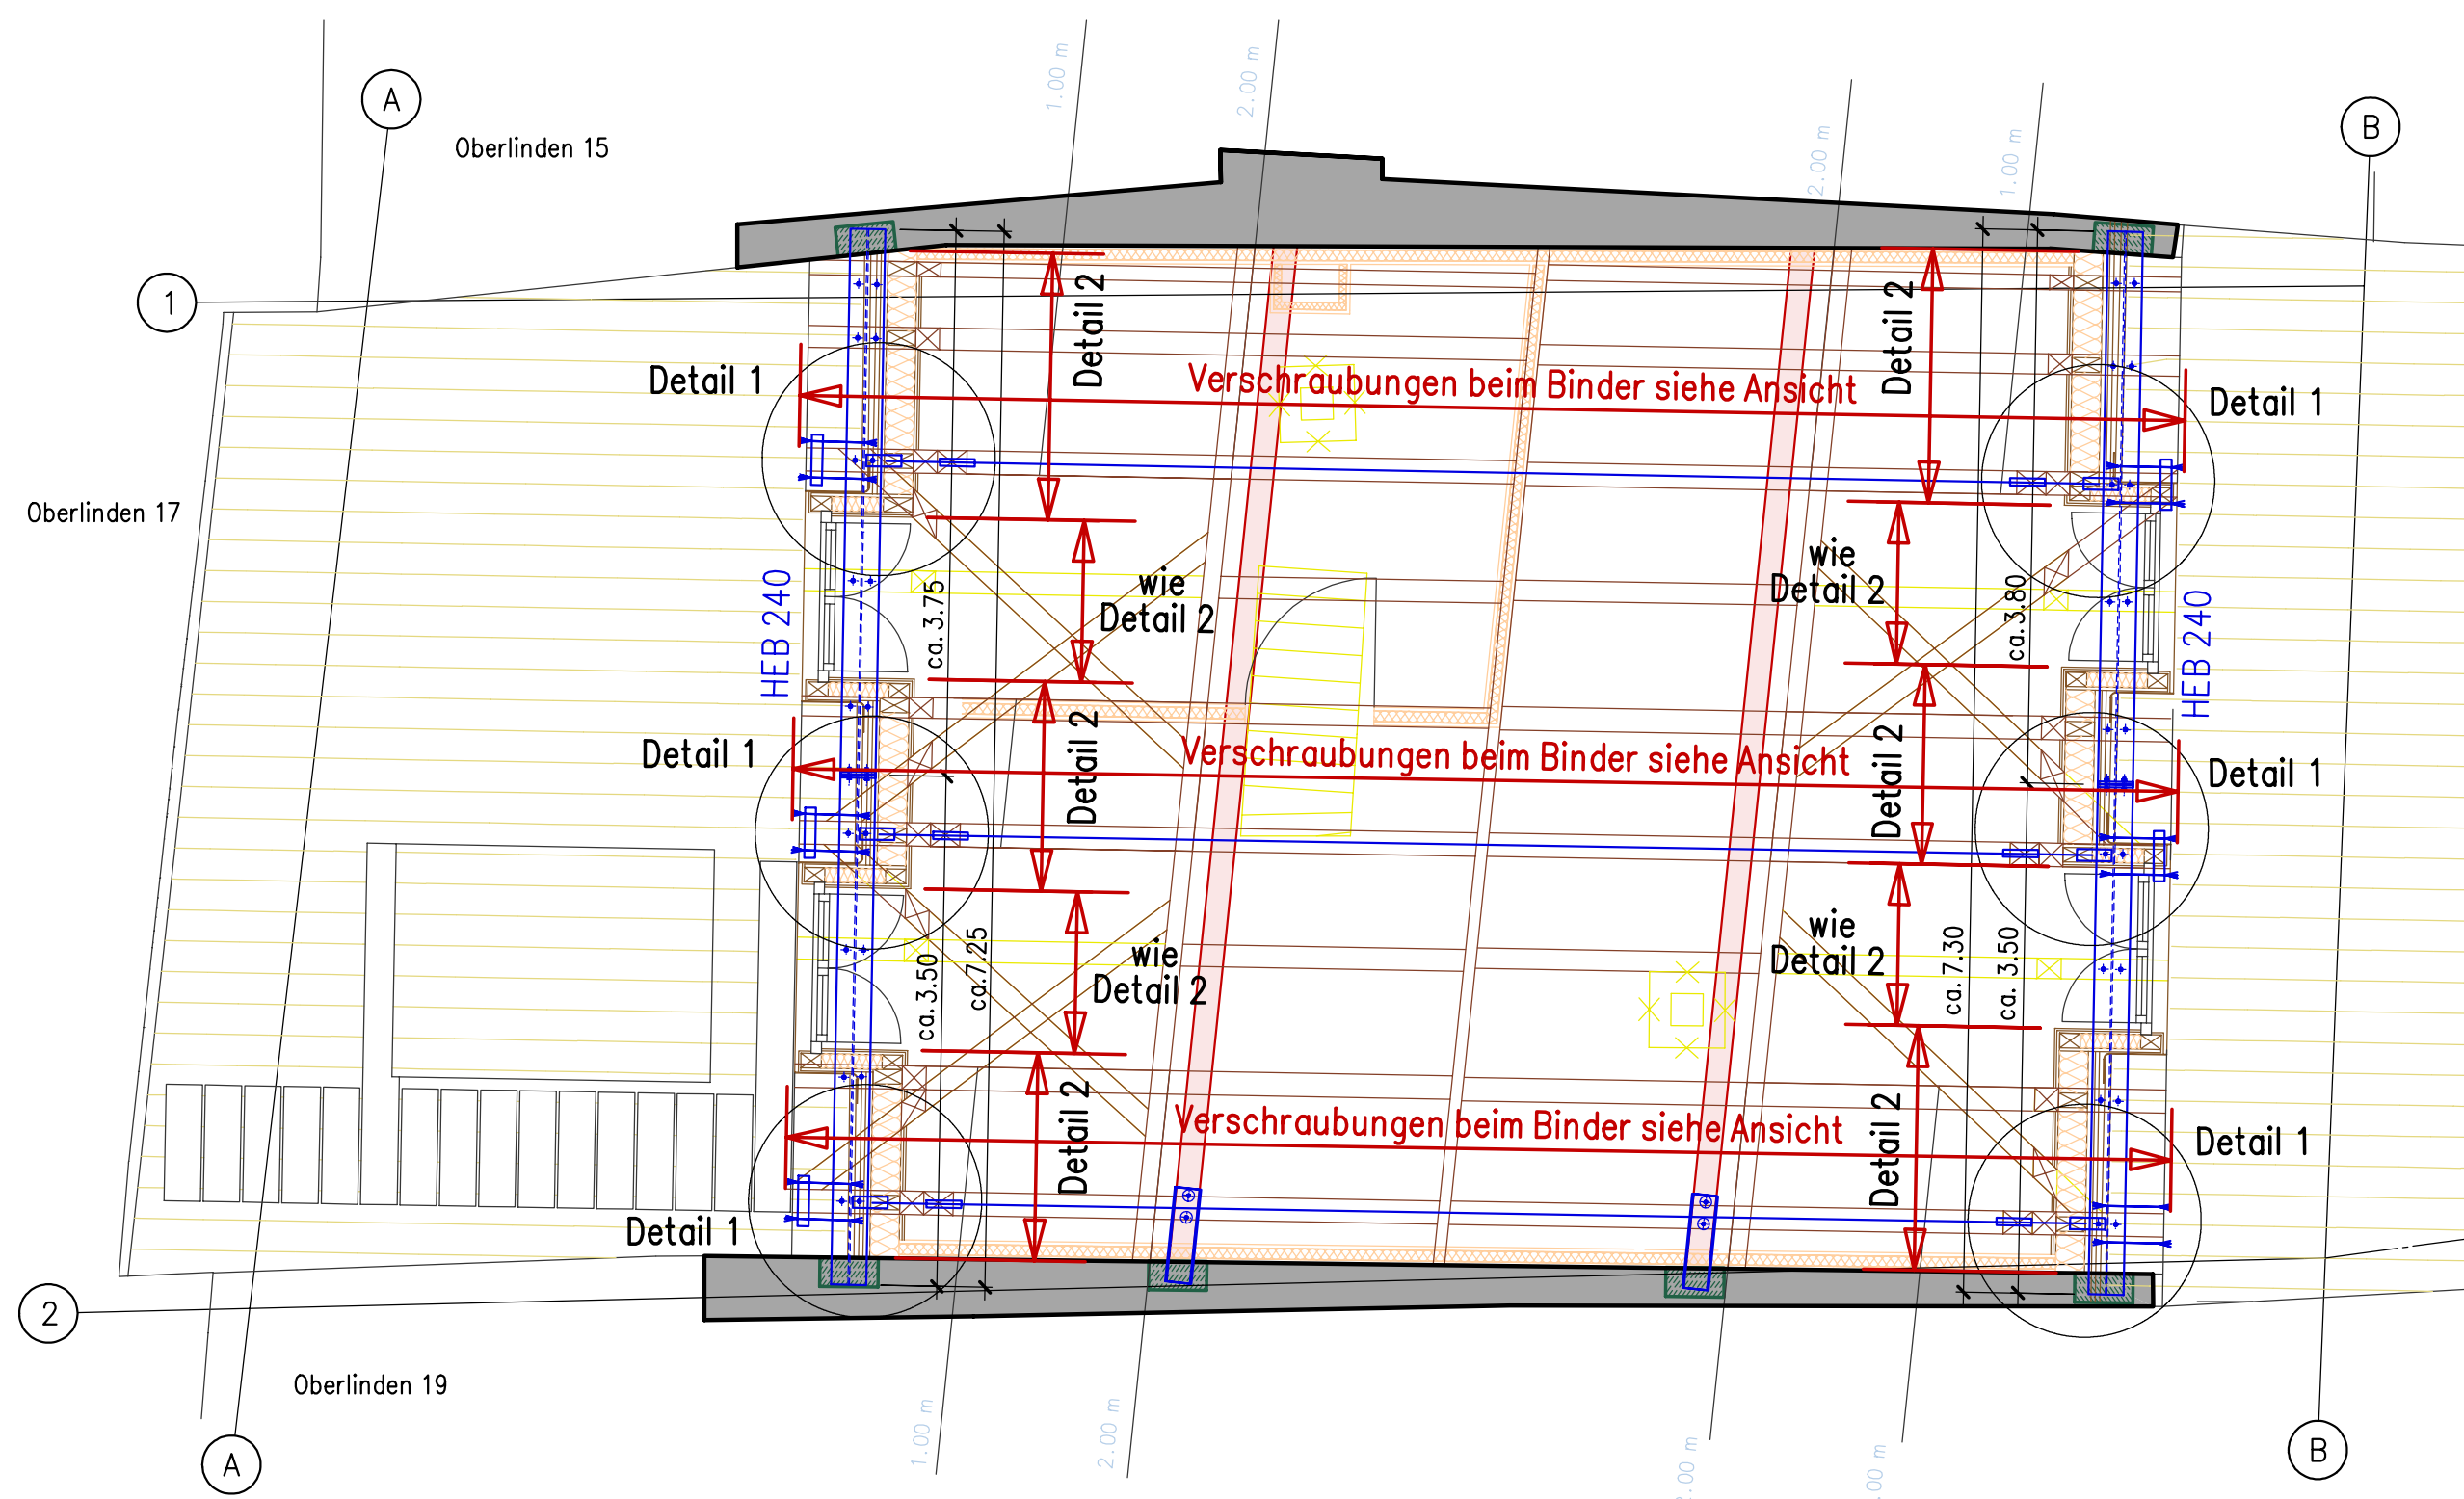 1.00 m
2.00 m
A
B
Oberlinden 15
2.00 m
1.00 m
1
Detail 2
Detail 2
Detail 1
Verschraubungen beim Binder siehe Ansicht
Detail 1
Oberlinden 17
HEB 240
ca.3.75
wie
Detail 2
wie
Detail 2
ca.3.80
HEB 240
Detail 1
Detail 2
Verschraubungen beim Binder siehe Ansicht
Detail 2
Detail 1
ca.3.50
ca.7.25
wie
Detail 2
wie
Detail 2
ca. 7.30
ca. 3.50
Detail 2
Verschraubungen beim Binder siehe Ansicht
Detail 2
Detail 1
Detail 1
2
Oberlinden 19
1.00 m
2.00 m
2.00 m
.00 m
A
B